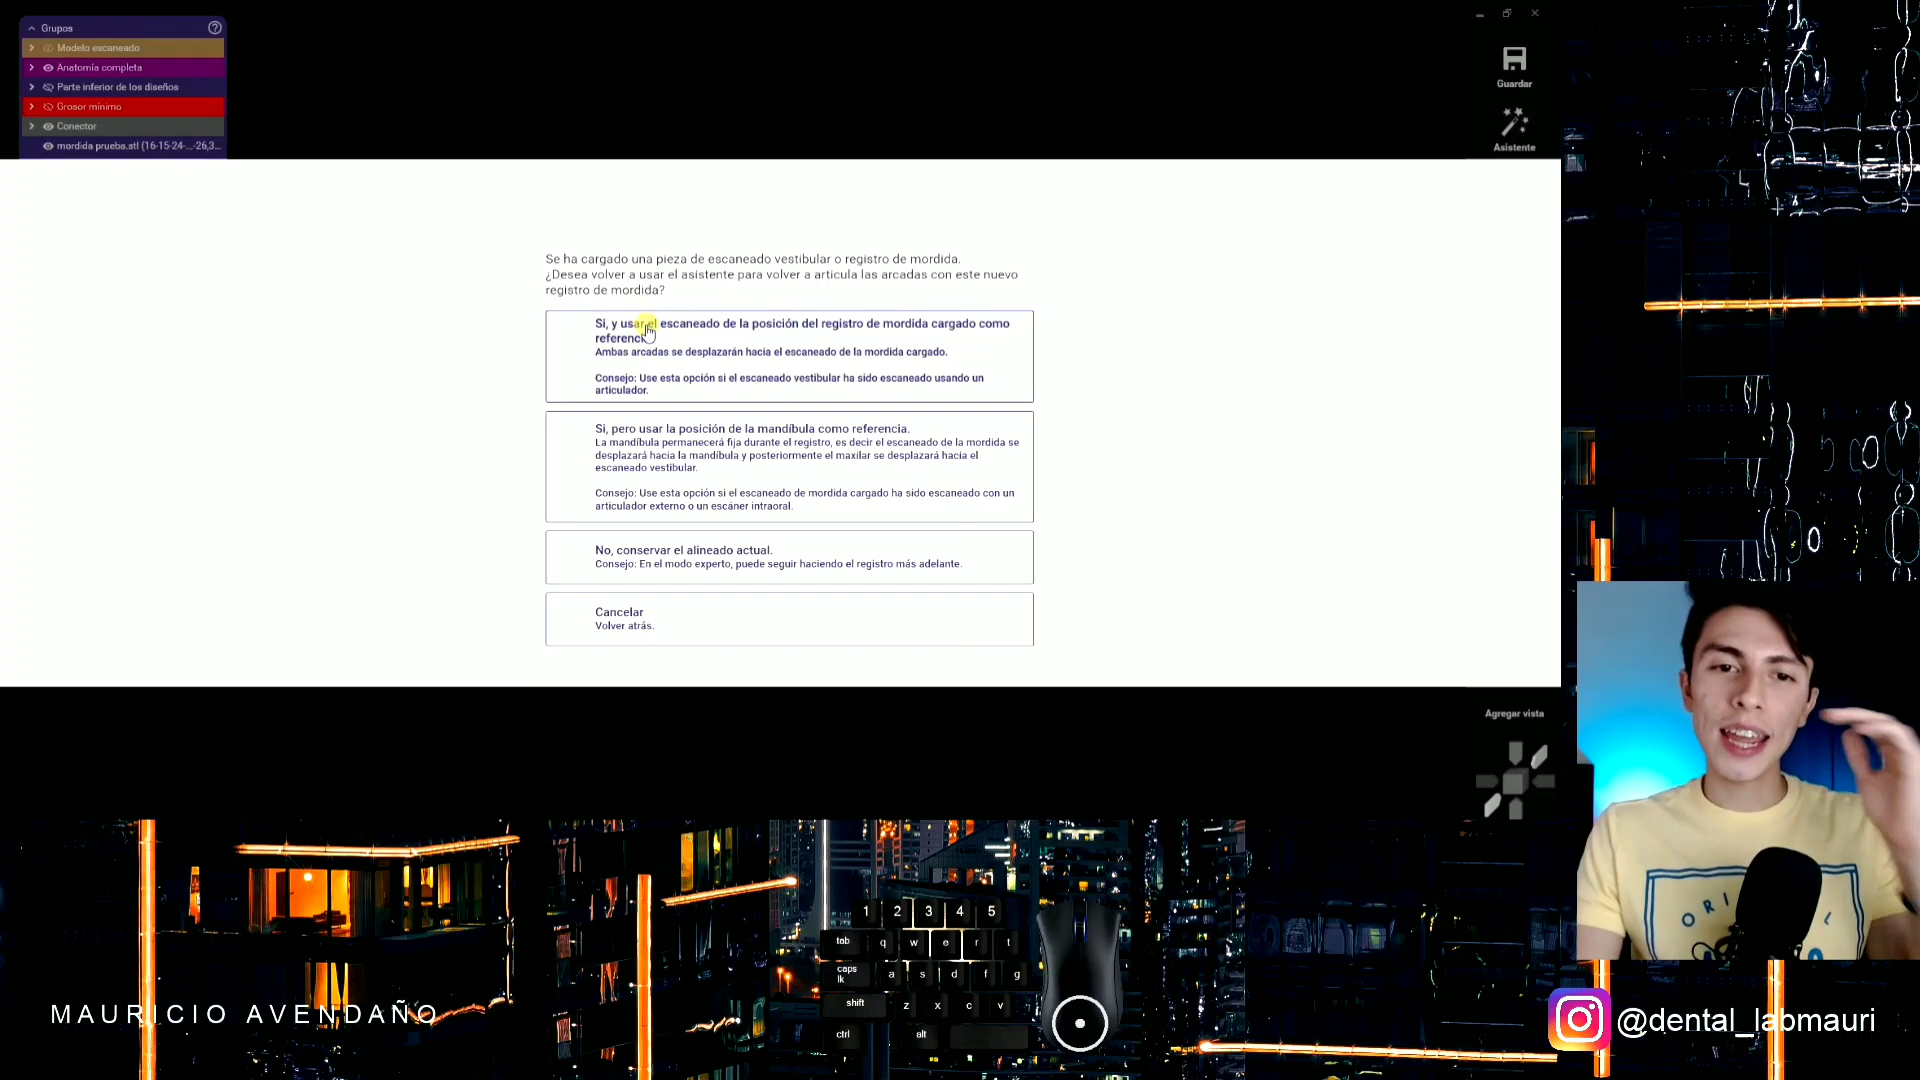 Grupos
Modelo escaneado
Anatomía completa
Parte inferior de los diseños
Grosor mínimo
Conector
mordida prueba.stl (16-15-24-...-26,3...
Guardar
Asistente
Se ha cargado una pieza de escaneado vestibular o registro de mordida.
¿Desea volver a usar el asistente para volver a articula las arcadas con este nuevo
registro de mordida?
Si, y usar el escaneado de la posición del registro de mordida cargado como
referenci
Ambas arcadas se desplazarán hacia el escaneado de la mordida cargado.
Consejo: Use esta opción si el escaneado vestibular ha sido escaneado usando un
articulador.
Si, pero usar la posición de la mandíbula como referencia.
La mandíbula permanecerá fija durante el registro, es decir el escaneado de la mordida se
desplazará hacia la mandíbula y posteriormente el maxilar se desplazará hacia el
escaneado vestibular.
Consejo: Use esta opción si el escaneado de mordida cargado ha sido escaneado con un
articulador externo o un escáner intraoral.
No, conservar el alineado actual.
Consejo: En el modo experto, puede seguir haciendo el registro más adelante.
Cancelar
Volver atrás.
Agregar vista
1 2 3 4 5
tab q w e r t
caps lk a s d f g
shift z x c v
ctrl alt
MAURICIO AVENDAÑO
@dental_labmauri